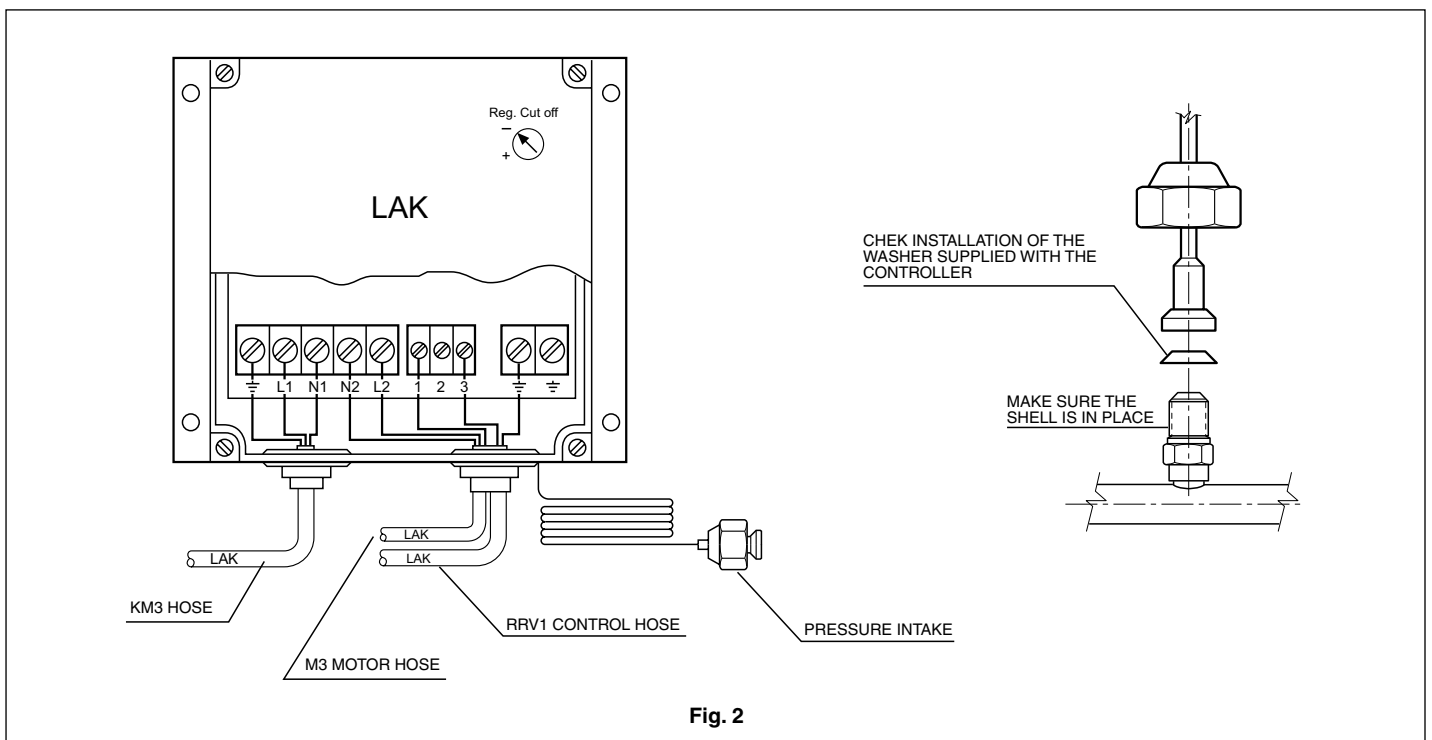 Reg. Cut off
–
+
LAK
⏚ L1 N1 N2 L2 1 2 3 ⏚ ⏚
LAK
LAK
LAK
KM3 HOSE
M3 MOTOR HOSE
RRV1 CONTROL HOSE
PRESSURE INTAKE
CHEK INSTALLATION OF THE
WASHER SUPPLIED WITH THE
CONTROLLER
MAKE SURE THE
SHELL IS IN PLACE
Fig. 2